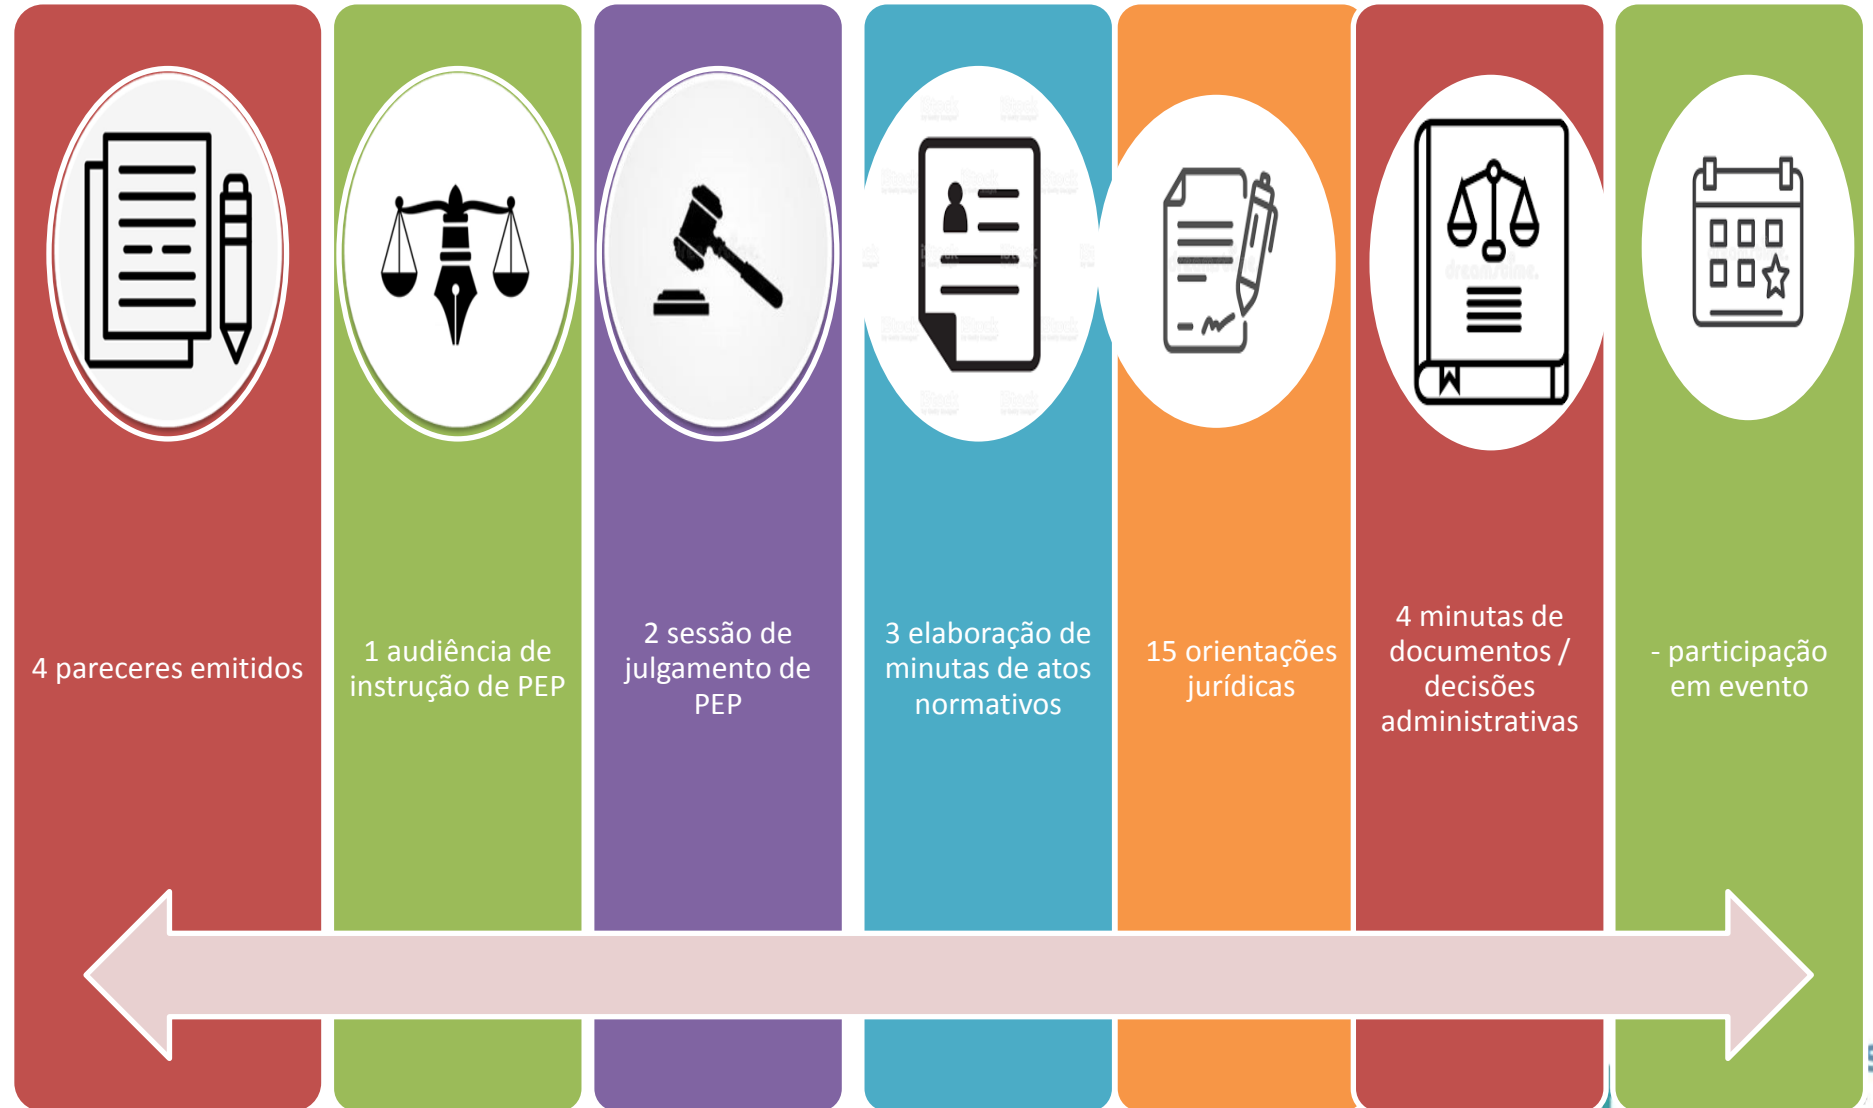 4 pareceres emitidos
1 audiência de
instrução de PEP
2 sessão de
julgamento de
PEP
3 elaboração de
minutas de atos
normativos
15 orientações
jurídicas
4 minutas de
documentos /
decisões
administrativas
- participação
em evento
dreamstime.